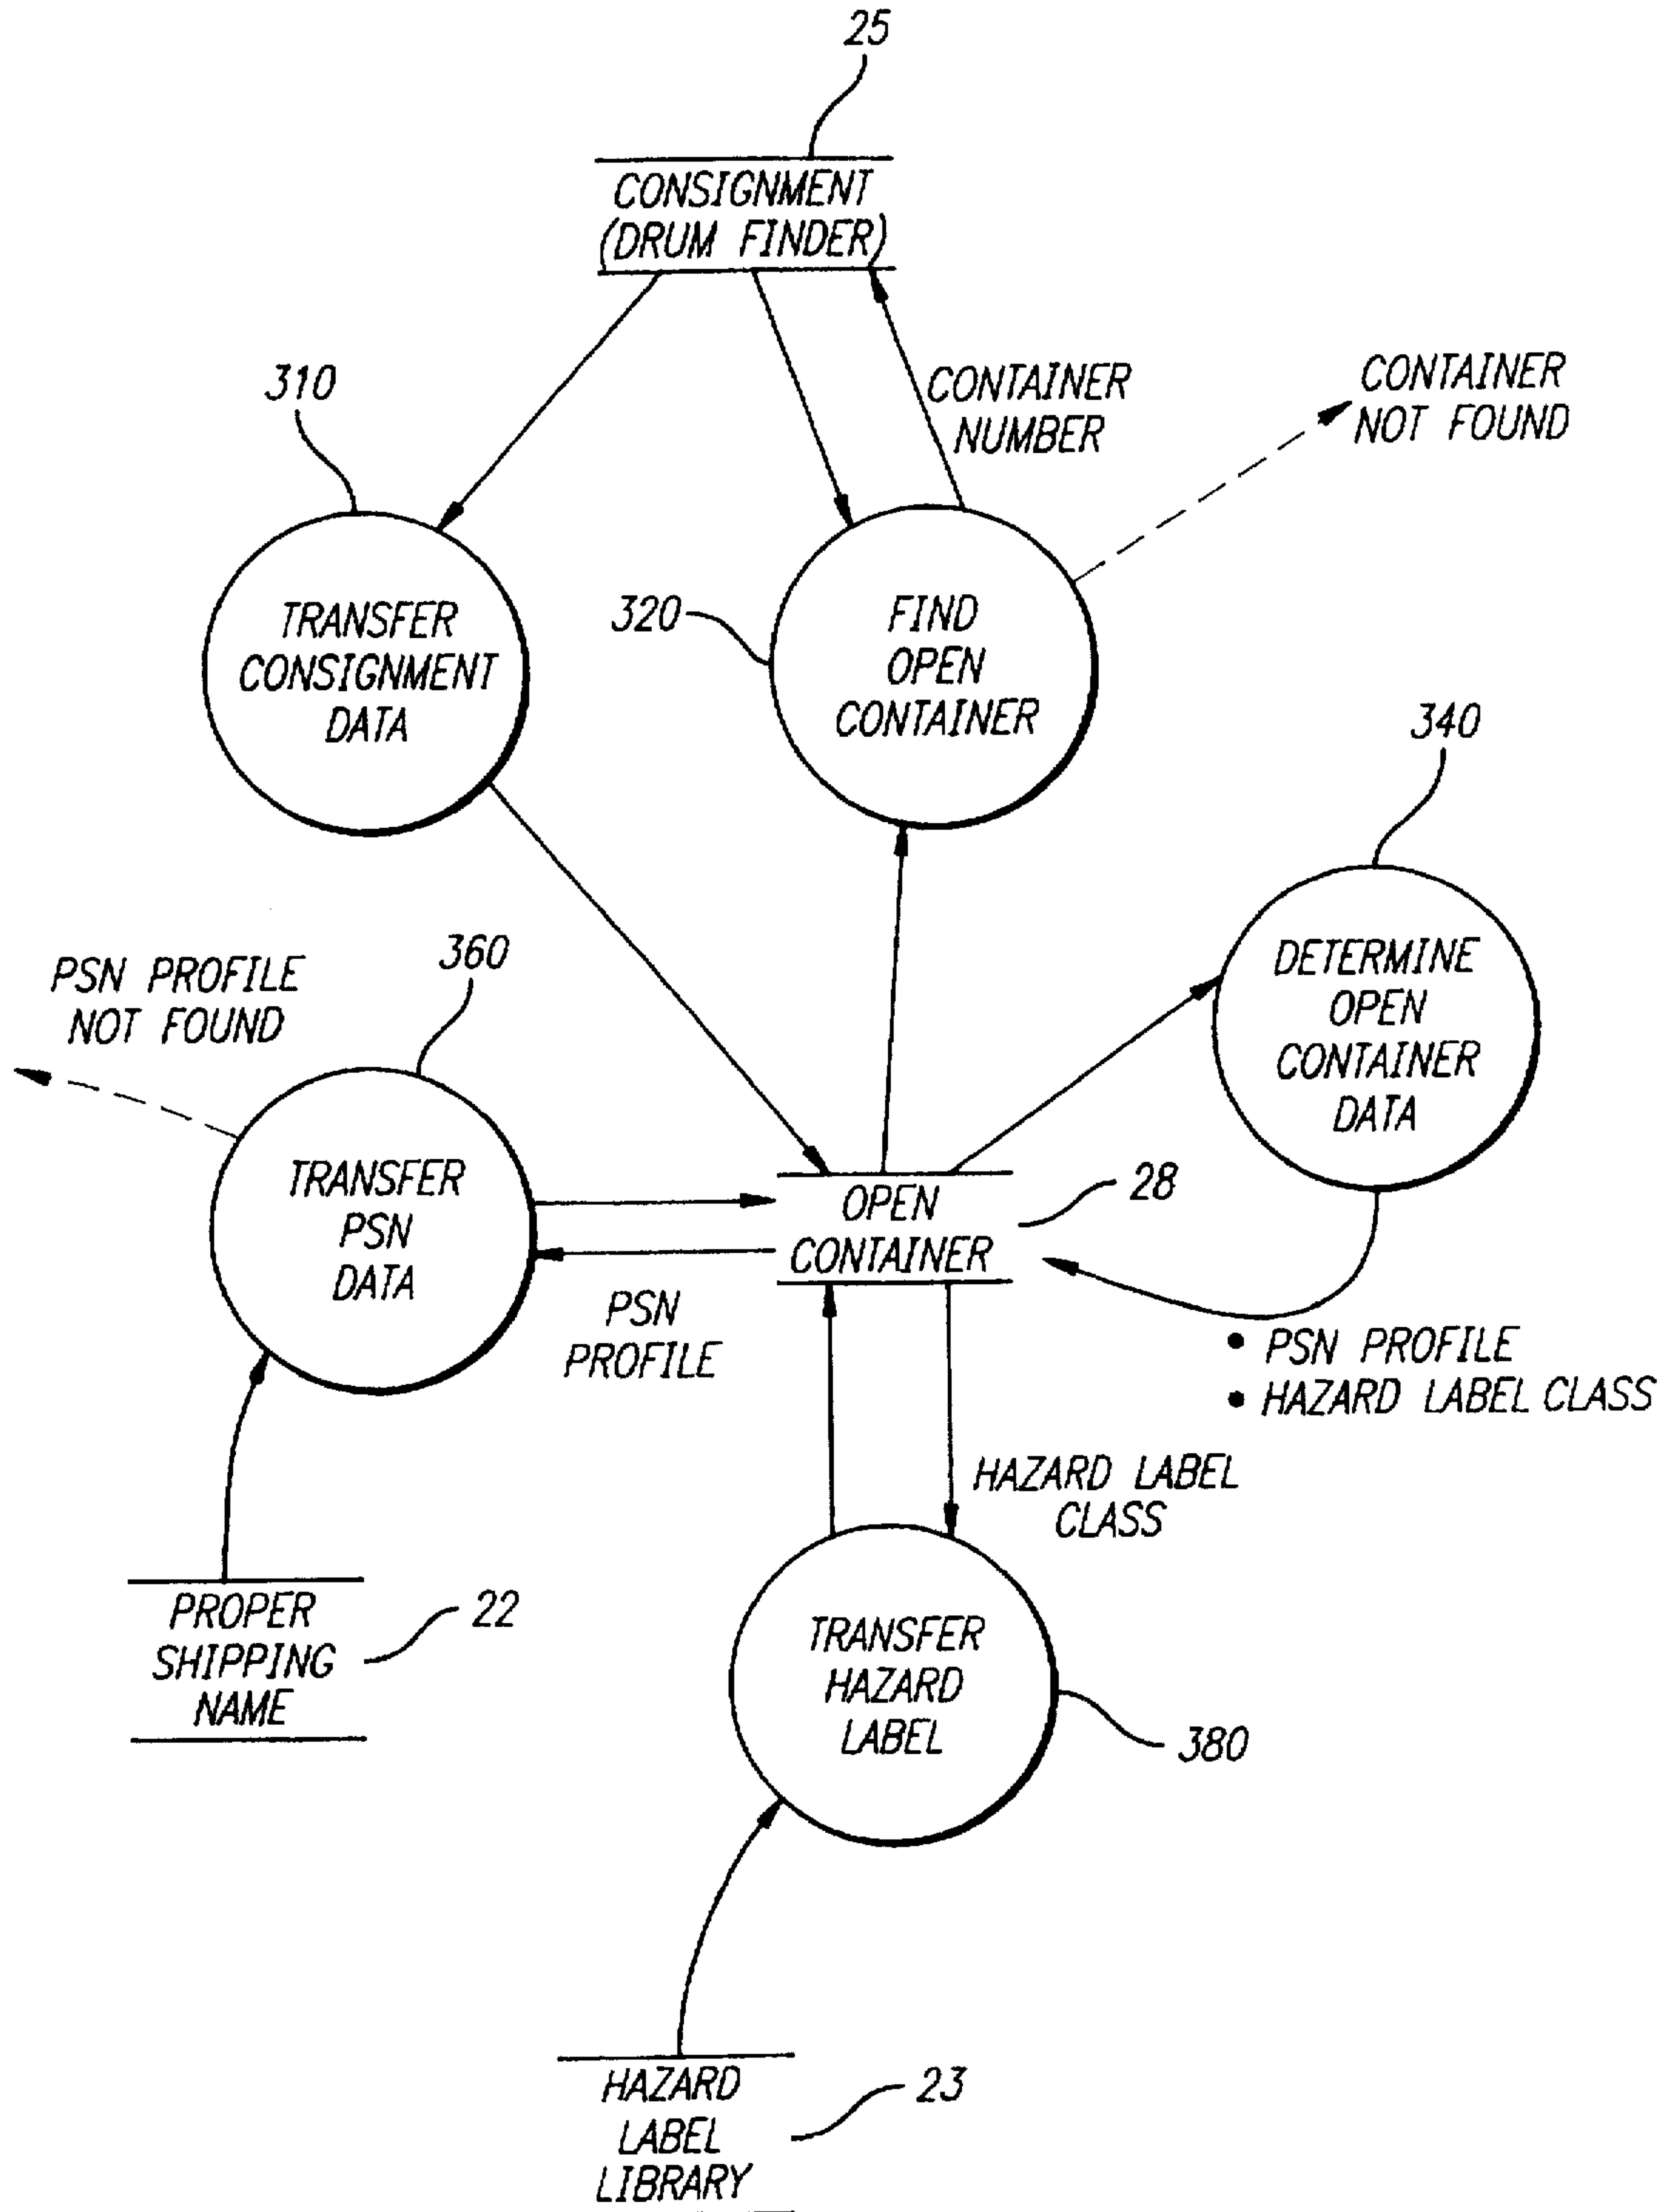 25
CONSIGNMENT
(DRUM FINDER)
310
CONTAINER
NUMBER
CONTAINER
NOT FOUND
TRANSFER
CONSIGNMENT
DATA
320
FIND
OPEN
CONTAINER
340
DETERMINE
OPEN
CONTAINER
DATA
PSN PROFILE
NOT FOUND
360
TRANSFER
PSN
DATA
OPEN
CONTAINER
28
PSN
PROFILE
• PSN PROFILE
• HAZARD LABEL CLASS
HAZARD LABEL
CLASS
PROPER
SHIPPING
NAME
22
TRANSFER
HAZARD
LABEL
380
HAZARD
LABEL
LIBRARY
23